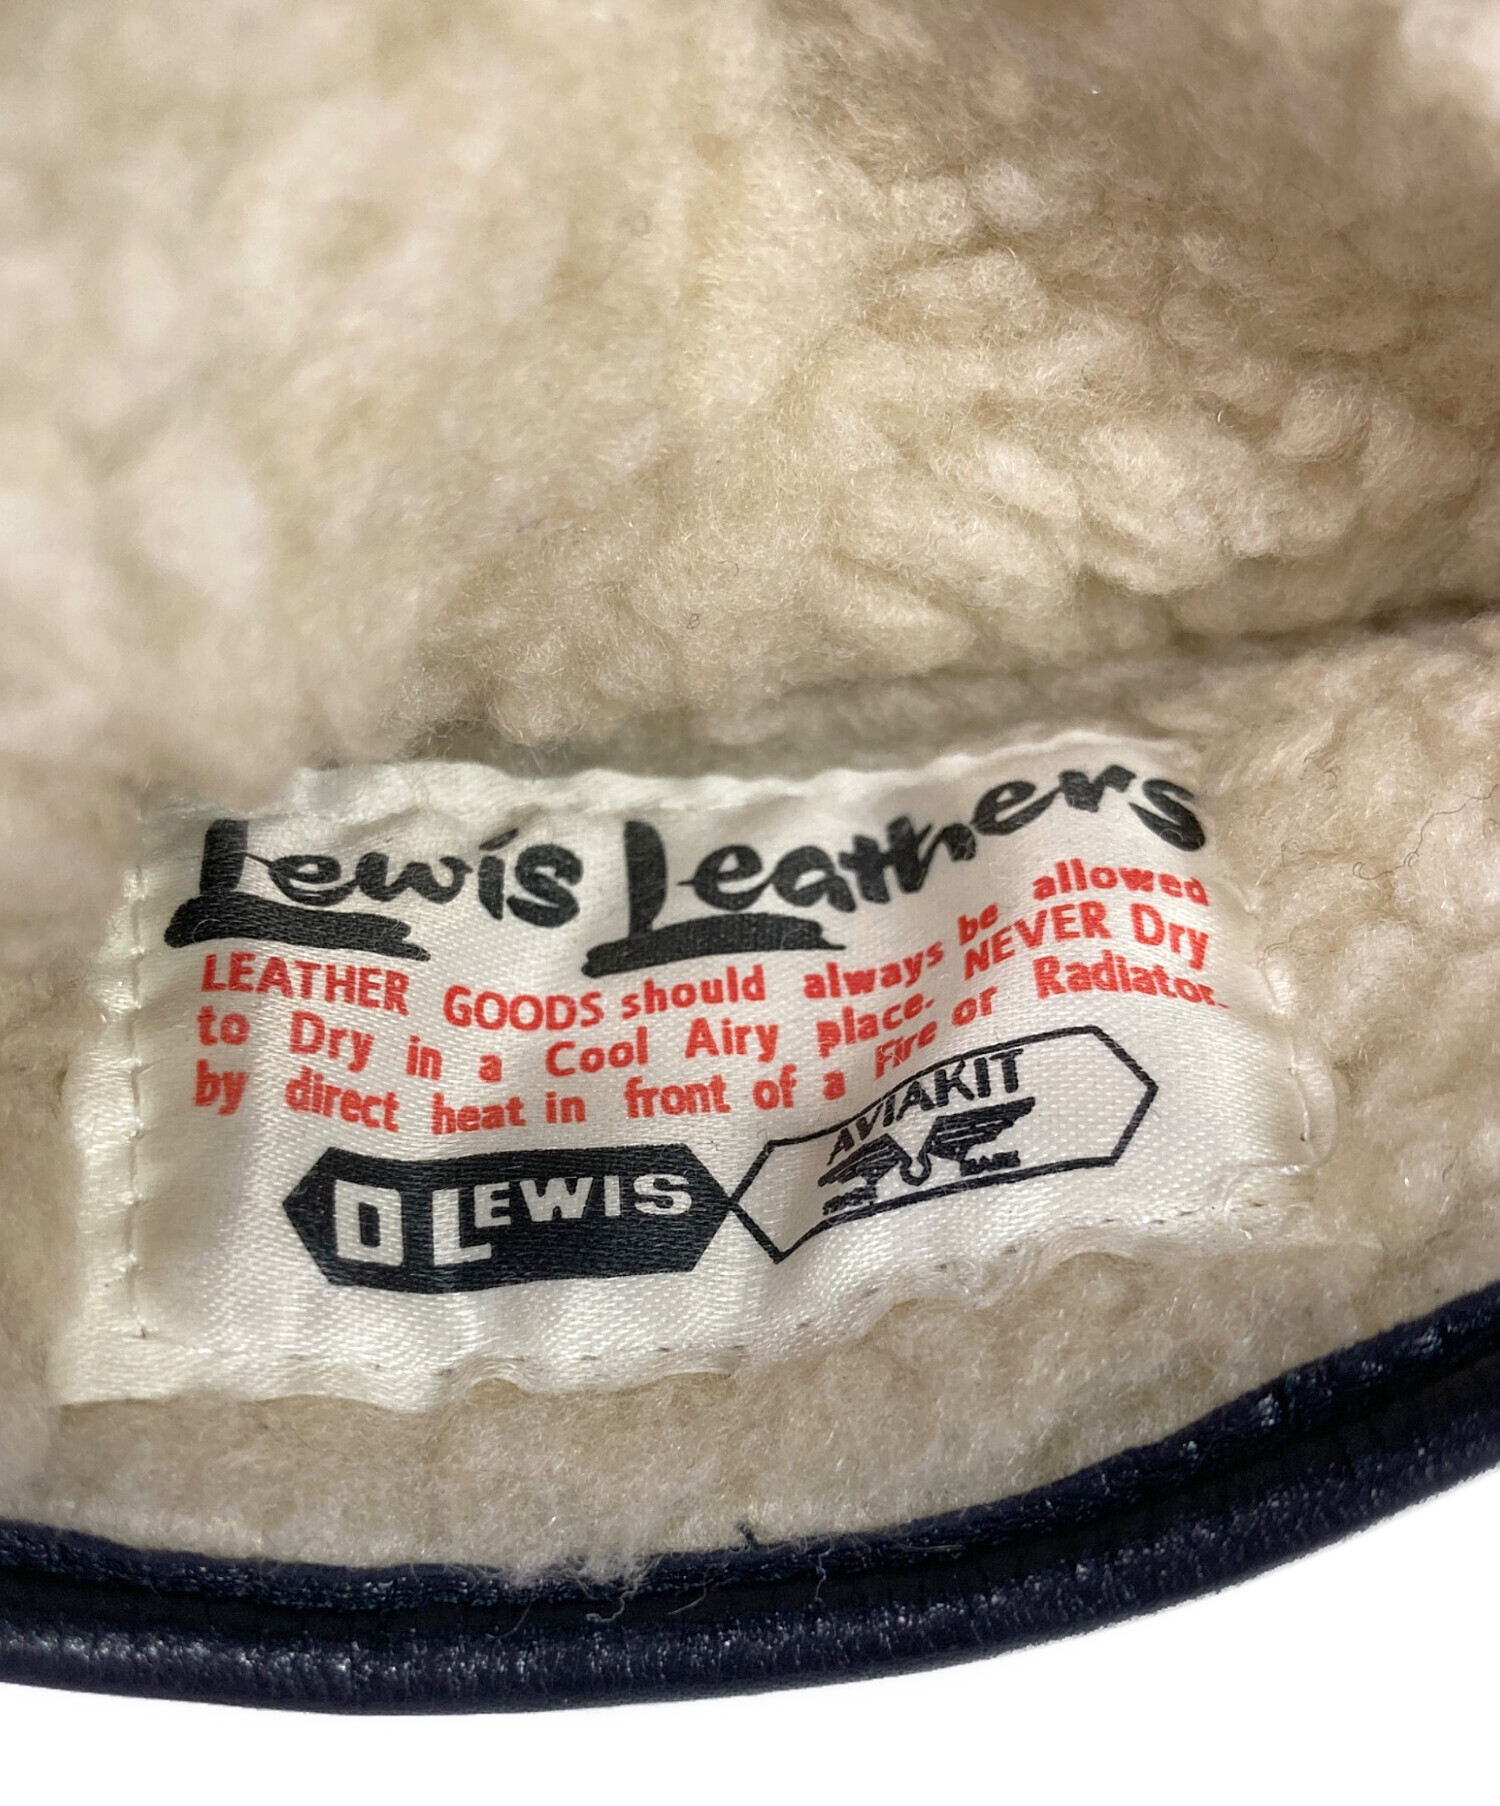 Lewis Leathers
LEATHER GOODS should always be allowed
to Dry in a Cool Airy place. NEVER Dry
by direct heat in front of a Fire or Radiator.
D LEWIS
AVIAKIT
MARK